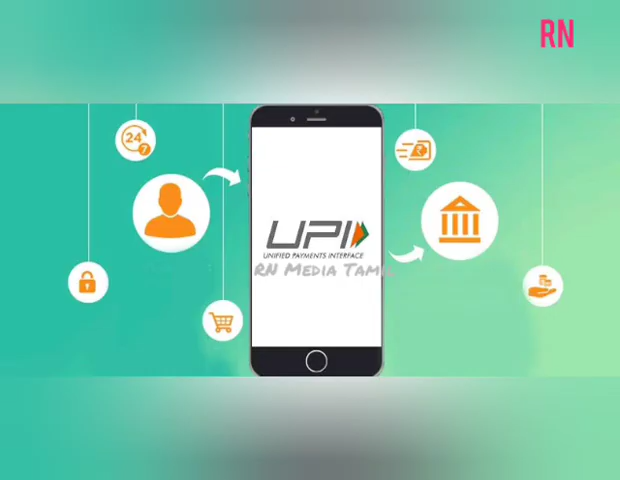 RN
24
7
₹
UPI
UNIFIED PAYMENTS INTERFACE
RN MEDIA TAMIL